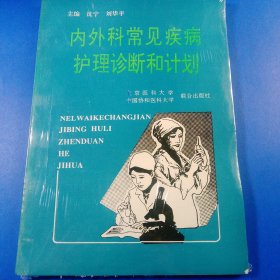 主编 沈宁 刘华平
内外科常见疾病
护理诊断和计划
北京医科大学
中国协和医科大学
联合出版社
NELWAIKECHANGJIAN
JIBING HULI
ZHENDUAN
HE
JIHUA